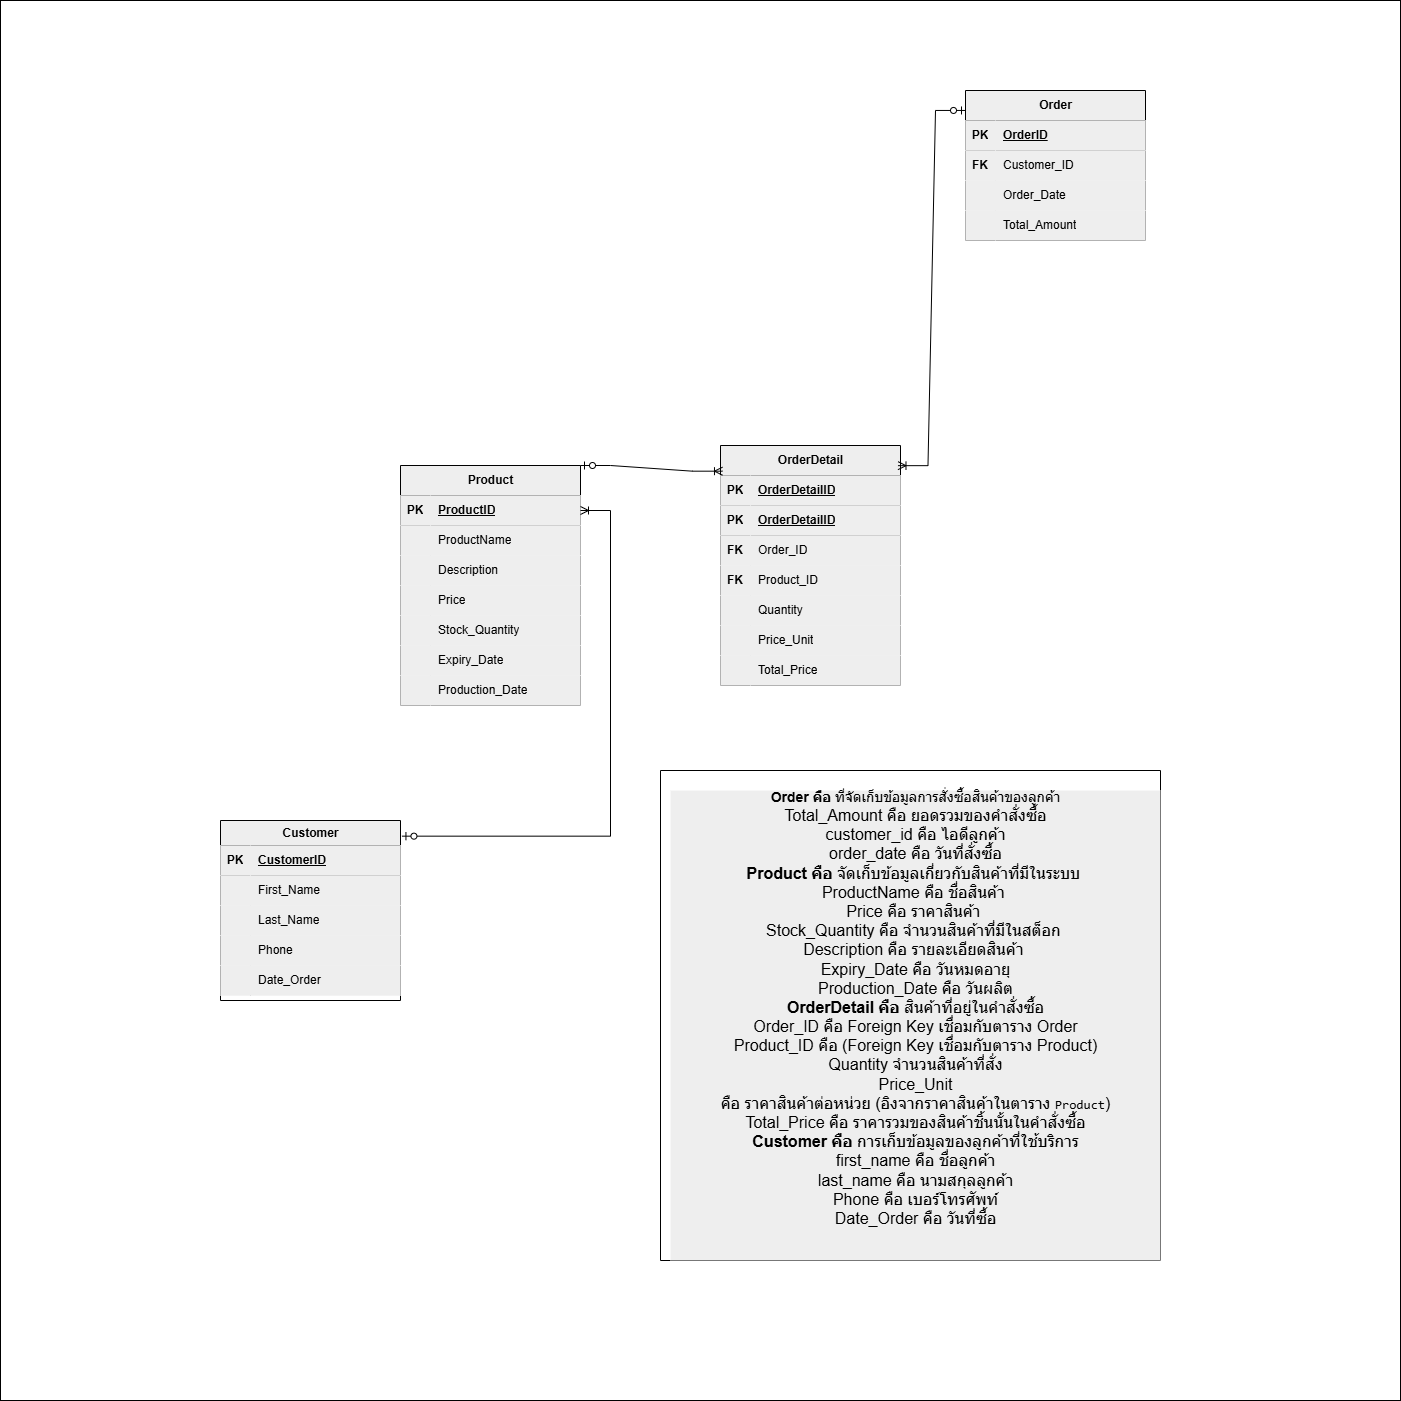 Order
PK OrderID
FK Customer_ID
Order_Date
Total_Amount
Product
PK ProductID
ProductName
Description
Price
Stock_Quantity
Expiry_Date
Production_Date
OrderDetail
PK OrderDetailID
PK OrderDetailID
FK Order_ID
FK Product_ID
Quantity
Price_Unit
Total_Price
Customer
PK CustomerID
First_Name
Last_Name
Phone
Date_Order
Order คือ ที่จัดเก็บข้อมูลการสั่งซื้อสินค้าของลูกค้า
Total_Amount คือ ยอดรวมของคำสั่งซื้อ
customer_id คือ ไอดีลูกค้า
order_date คือ วันที่สั่งซื้อ
Product คือ จัดเก็บข้อมูลเกี่ยวกับสินค้าที่มีในระบบ
ProductName คือ ชื่อสินค้า
Price คือ ราคาสินค้า
Stock_Quantity คือ จำนวนสินค้าที่มีในสต็อก
Description คือ รายละเอียดสินค้า
Expiry_Date คือ วันหมดอายุ
Production_Date คือ วันผลิต
OrderDetail คือ สินค้าที่อยู่ในคำสั่งซื้อ
Order_ID คือ Foreign Key เชื่อมกับตาราง Order
Product_ID คือ (Foreign Key เชื่อมกับตาราง Product)
Quantity จำนวนสินค้าที่สั่ง
Price_Unit
คือ ราคาสินค้าต่อหน่วย (อิงจากราคาสินค้าในตาราง Product)
Total_Price คือ ราคารวมของสินค้าชิ้นนั้นในคำสั่งซื้อ
Customer คือ การเก็บข้อมูลของลูกค้าที่ใช้บริการ
first_name คือ ชื่อลูกค้า
last_name คือ นามสกุลลูกค้า
Phone คือ เบอร์โทรศัพท์
Date_Order คือ วันที่ซื้อ